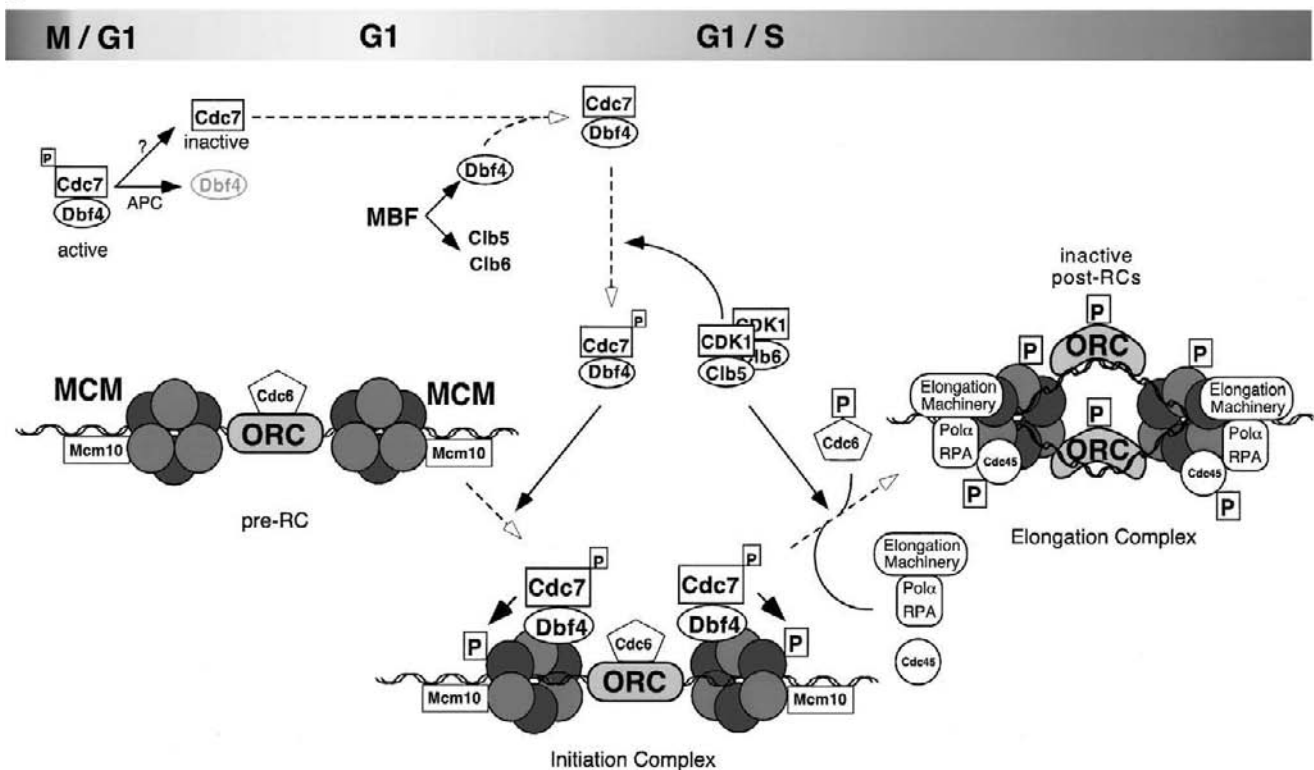 M / G1
G1
G1 / S
Cdc7
inactive
?
P
Cdc7
Dbf4
active
APC
Dbf4
MBF
Dbf4
Clb5
Clb6
Cdc7
Dbf4
P
Cdc7
Dbf4
CDK1
lb6
CDK1
Clb5
MCM
Cdc6
ORC
MCM
Mcm10
Mcm10
pre-RC
P
Cdc6
inactive
post-RCs
P
ORC
P
P
Elongation
Machinery
Elongation
Machinery
P
ORC
Polα
RPA
Polα
RPA
Cdc45
Cdc45
P
P
Elongation Complex
Elongation
Machinery
Polα
RPA
Cdc45
P
Cdc7
Dbf4
P
P
Cdc7
Dbf4
P
Cdc6
ORC
Mcm10
Mcm10
Initiation Complex